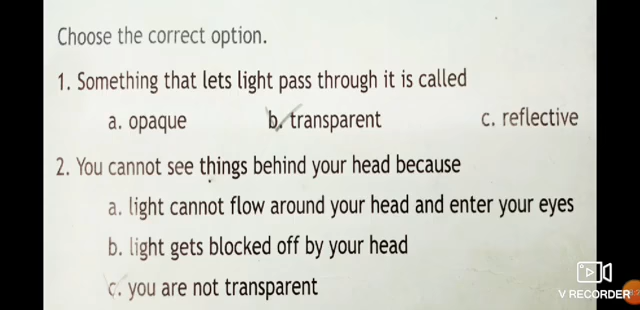 Choose the correct option.
1. Something that lets light pass through it is called
a. opaque b. transparent c. reflective
2. You cannot see things behind your head because
a. light cannot flow around your head and enter your eyes
b. light gets blocked off by your head
c. you are not transparent
V RECORDER